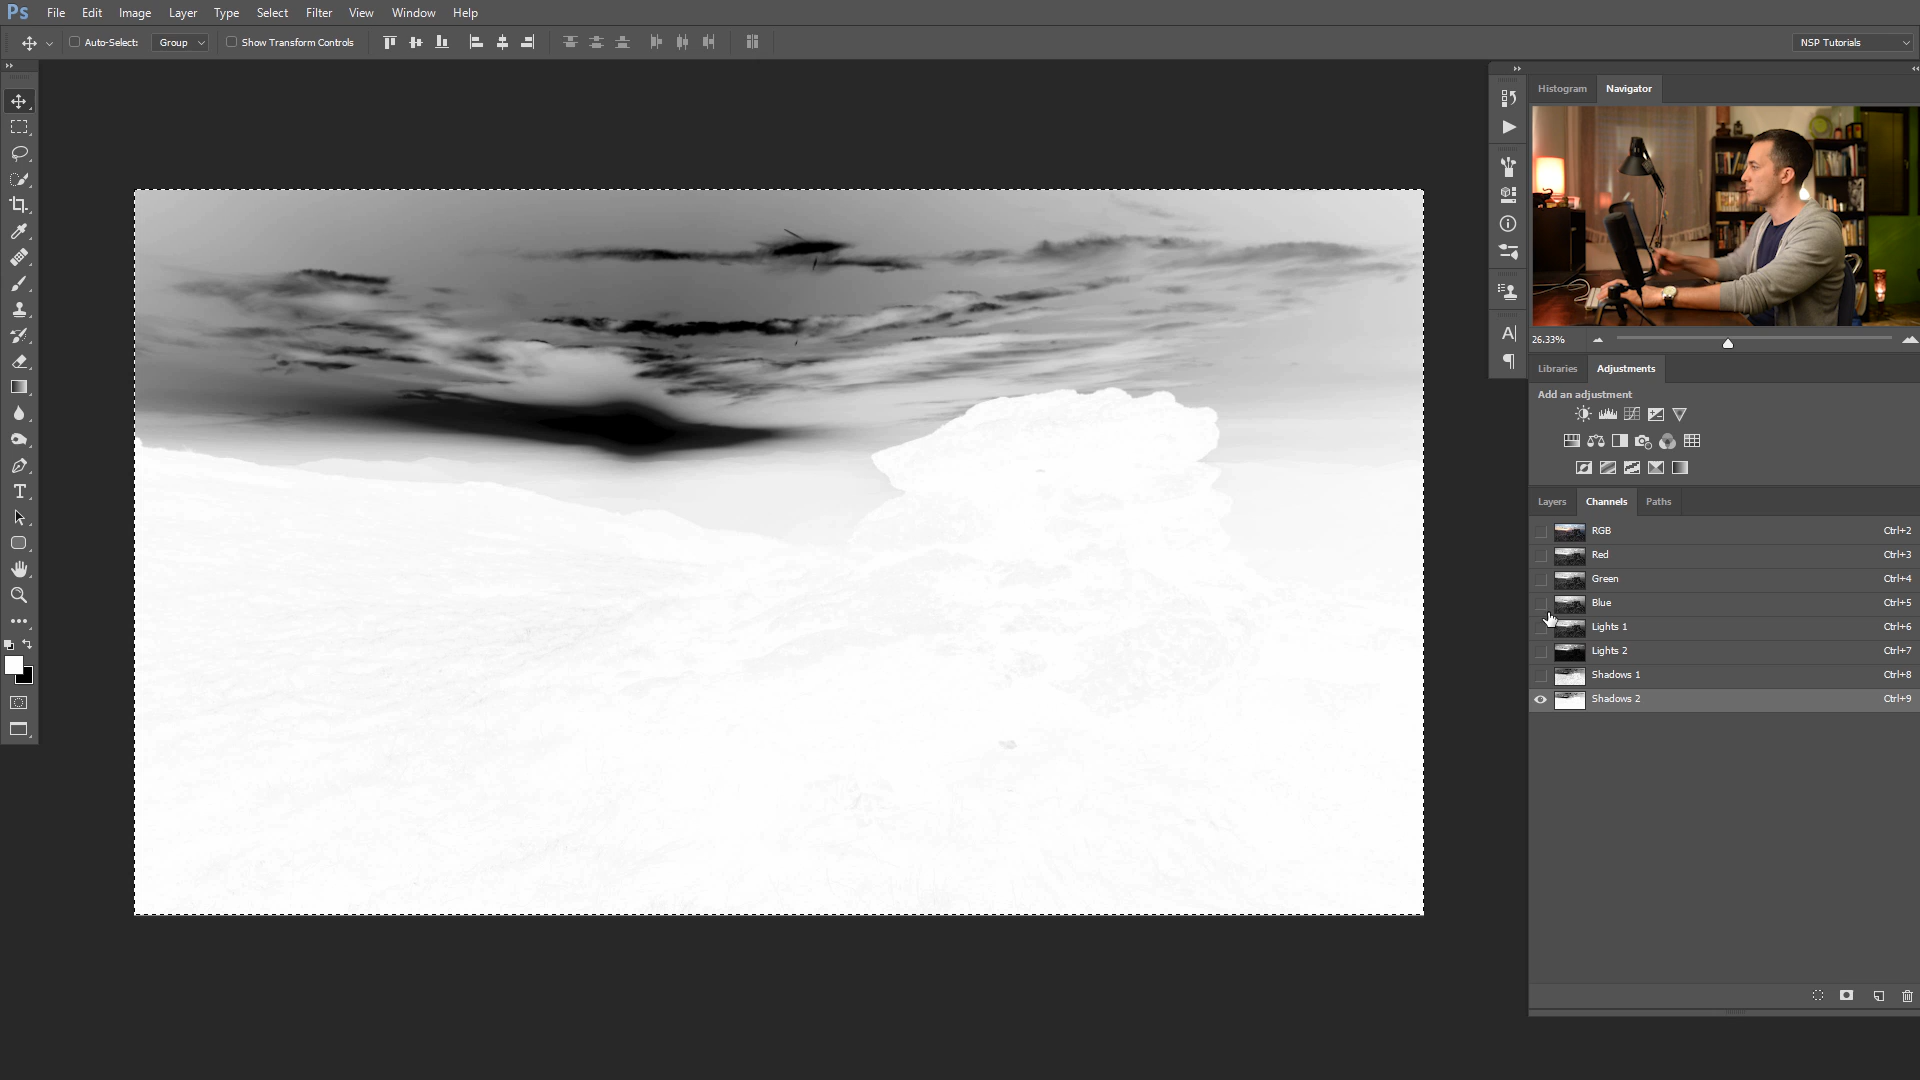 Ps File Edit Image Layer Type Select Filter View Window Help
Auto-Select: Group Show Transform Controls NSP Tutorials
Histogram Navigator
26.33%
Libraries Adjustments
Add an adjustment
Layers Channels Paths
RGB Ctrl+2
Red Ctrl+3
Green Ctrl+4
Blue Ctrl+5
Lights 1 Ctrl+6
Lights 2 Ctrl+7
Shadows 1 Ctrl+8
Shadows 2 Ctrl+9